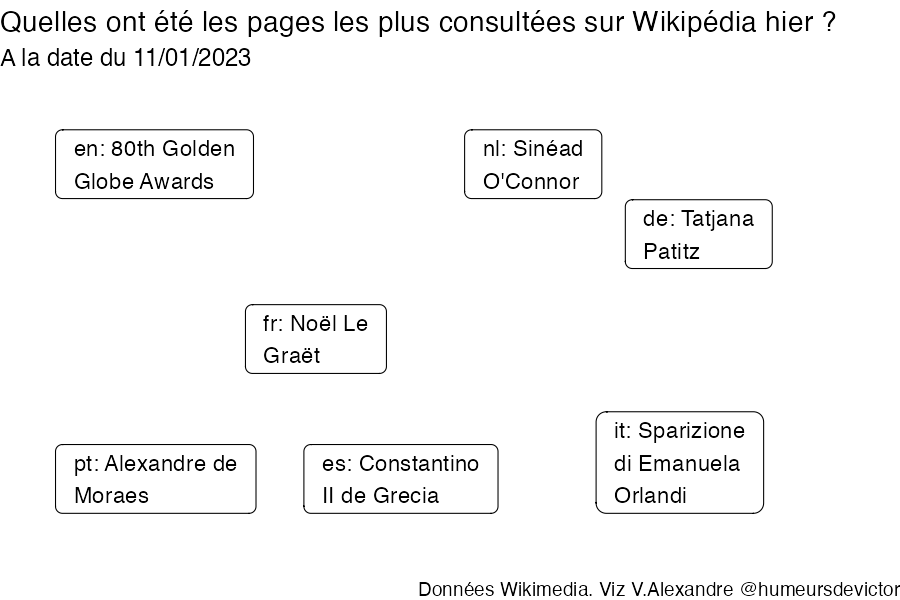 Quelles ont été les pages les plus consultées sur Wikipédia hier ?
A la date du 11/01/2023
en: 80th Golden
Globe Awards
nl: Sinéad
O'Connor
de: Tatjana
Patitz
fr: Noël Le
Graët
pt: Alexandre de
Moraes
es: Constantino
II de Grecia
it: Sparizione
di Emanuela
Orlandi
Données Wikimedia. Viz V.Alexandre @humeursdevictor